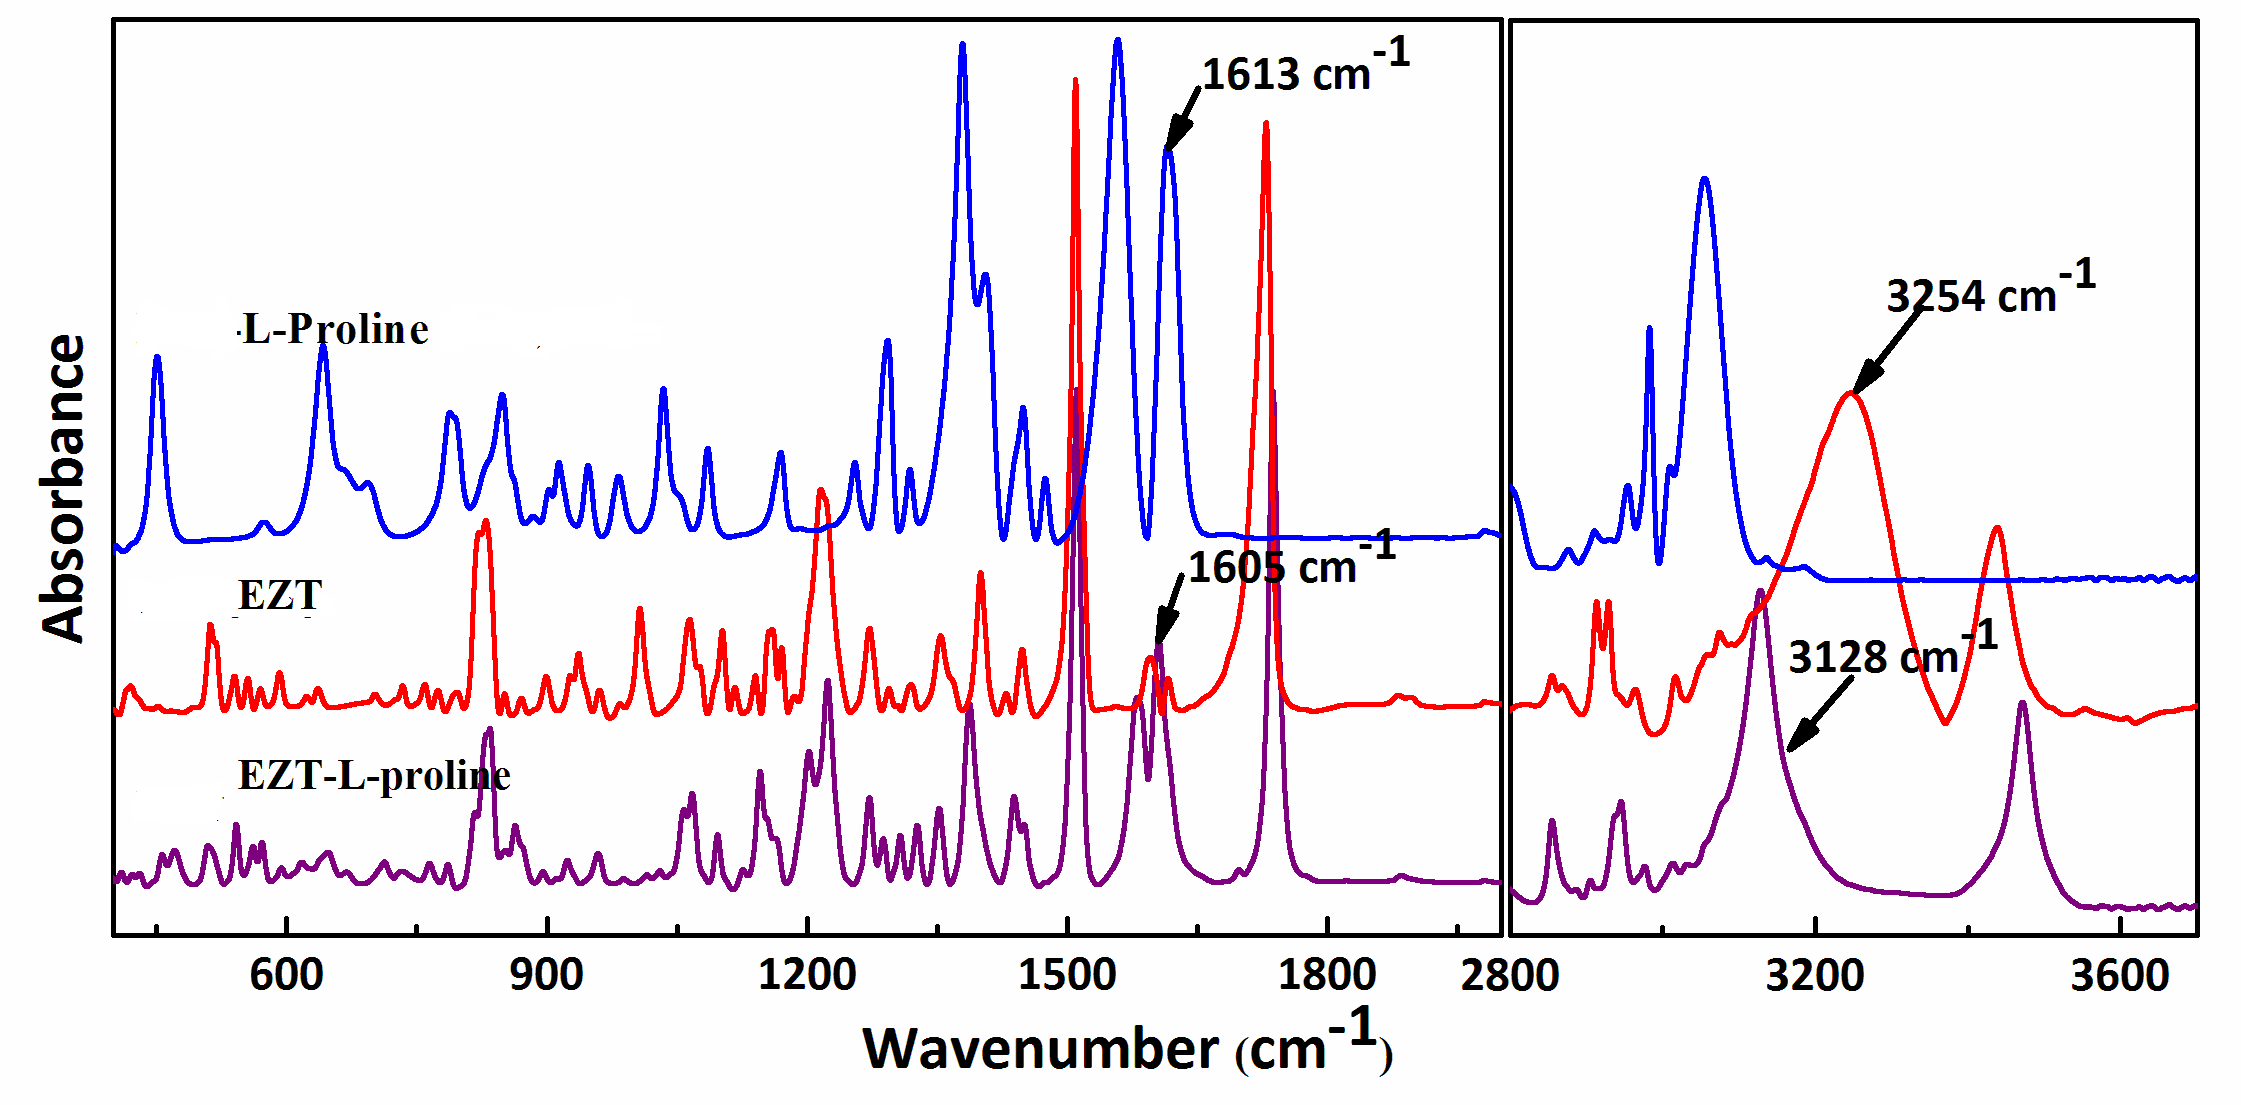 1613 cm-1
3254 cm-1
-L-Proline
Absorbance
1605 cm-1
EZT
3128 cm-1
EZT-L-proline
600 900 1200 1500 1800 2800 3200 3600
Wavenumber (cm-1)